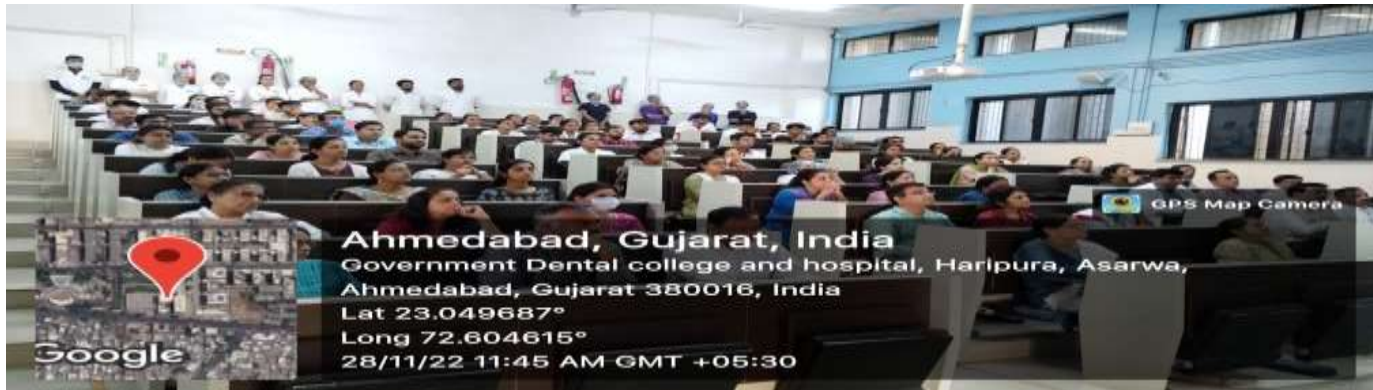 GPS Map Camera
Ahmedabad, Gujarat, India
Government Dental college and hospital, Haripura, Asarwa,
Ahmedabad, Gujarat 380016, India
Lat 23.049687°
Long 72.604615°
28/11/22 11:45 AM GMT +05:30
Google